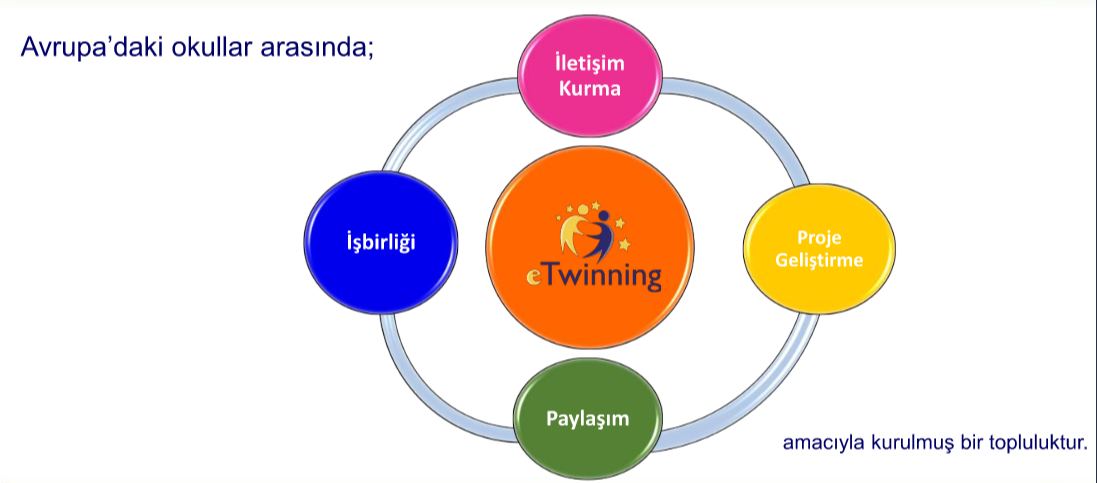 Avrupa’daki okullar arasında;
İletişim
Kurma
İşbirliği
eTwinning
Proje
Geliştirme
Paylaşım
amacıyla kurulmuş bir topluluktur.